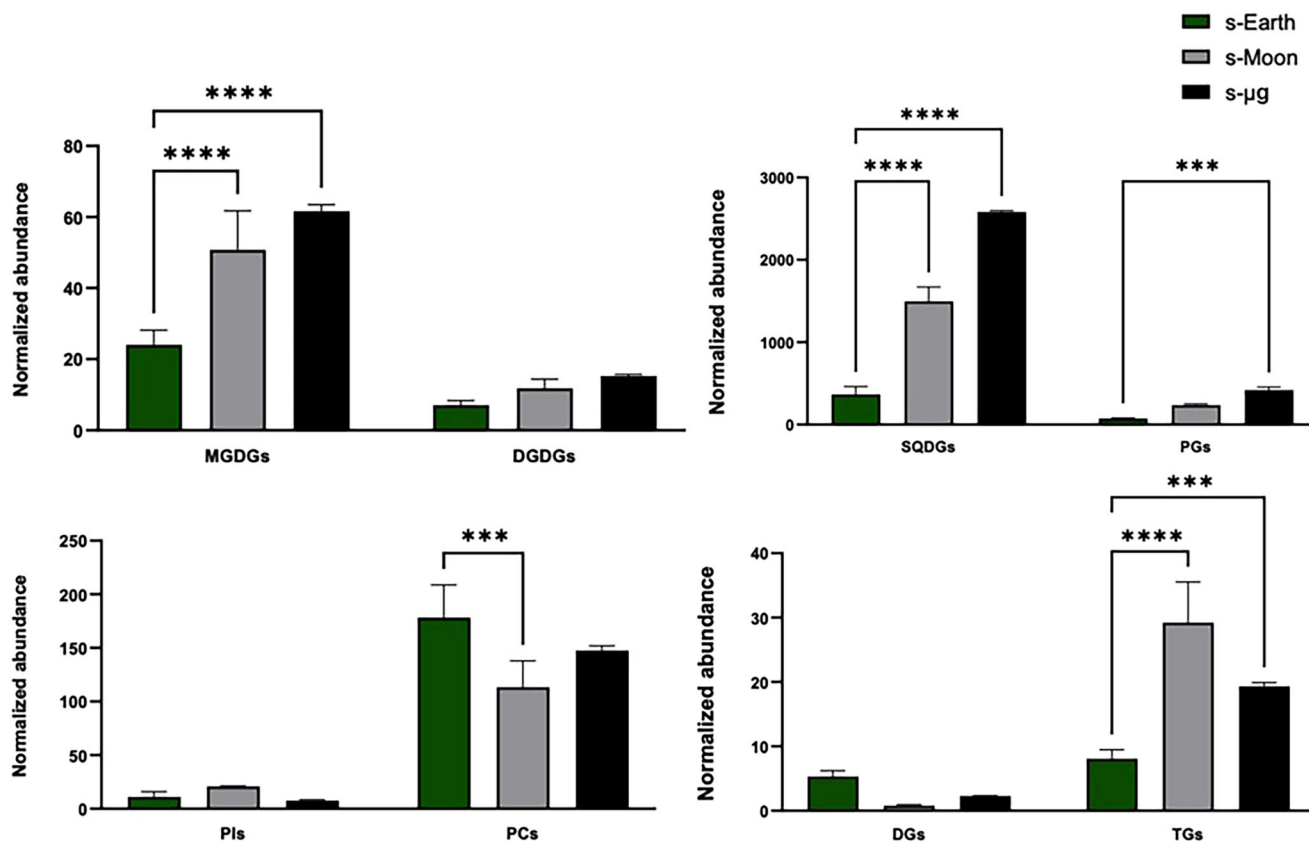 s-Earth
s-Moon
s-µg
****
****
80
60
40
20
0
Normalized abundance
MGDGs
DGDGs
****
****
***
3000
2000
1000
0
Normalized abundance
SQDGs
PGs
***
250
200
150
100
50
0
Normalized abundance
PIs
PCs
***
****
40
30
20
10
0
Normalized abundance
DGs
TGs